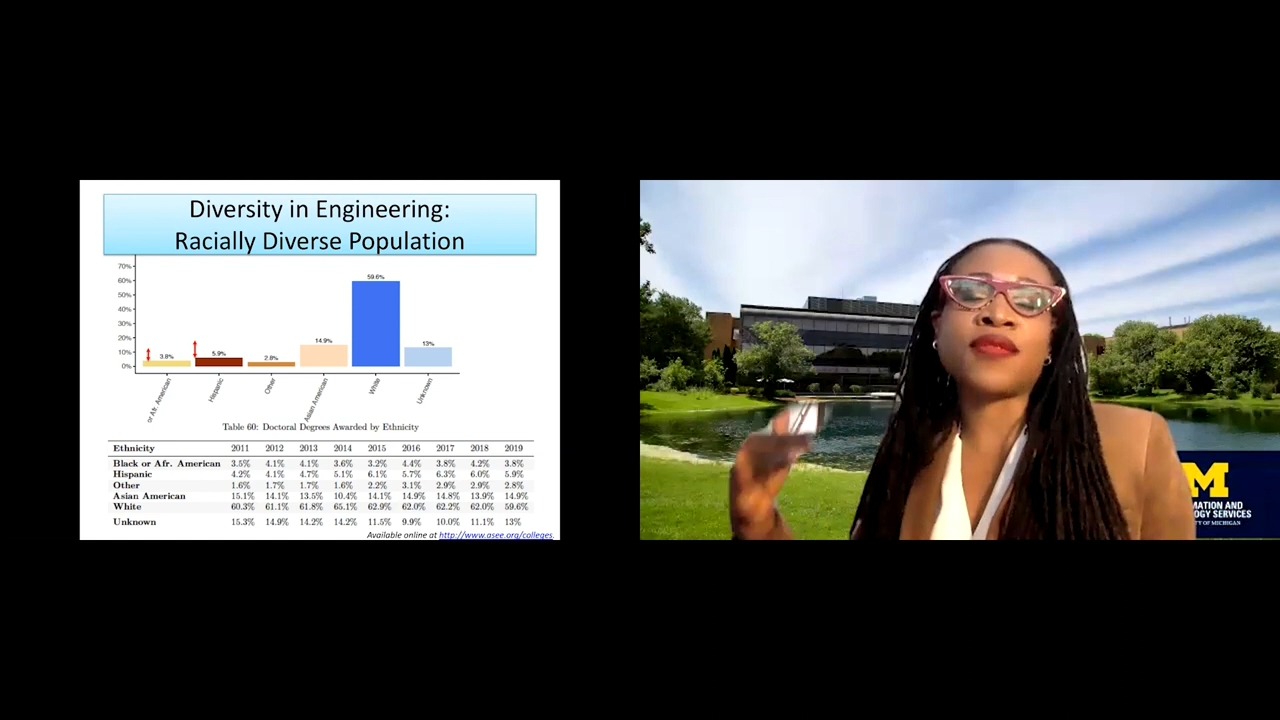 Diversity in Engineering:
Racially Diverse Population
70%
60%
50%
40%
30%
20%
10%
0%
3.8%
5.9%
2.8%
14.9%
59.6%
13%
or Afr. American
Hispanic
Other
Asian American
White
Unknown
Table 60: Doctoral Degrees Awarded by Ethnicity
Ethnicity 2011 2012 2013 2014 2015 2016 2017 2018 2019
Black or Afr. American 3.5% 4.1% 4.1% 3.6% 3.2% 4.4% 3.8% 4.2% 3.8%
Hispanic 4.2% 4.1% 4.7% 5.1% 6.1% 5.7% 6.3% 6.0% 5.9%
Other 1.6% 1.7% 1.7% 1.6% 2.2% 3.1% 2.9% 2.9% 2.8%
Asian American 15.1% 14.1% 13.5% 10.4% 14.1% 14.9% 14.8% 13.9% 14.9%
White 60.3% 61.1% 61.8% 65.1% 62.9% 62.0% 62.2% 62.0% 59.6%
Unknown 15.3% 14.9% 14.2% 14.2% 11.5% 9.9% 10.0% 11.1% 13%
Available online at http://www.asee.org/colleges.
M
MATION AND
OGY SERVICES
TY OF MICHIGAN